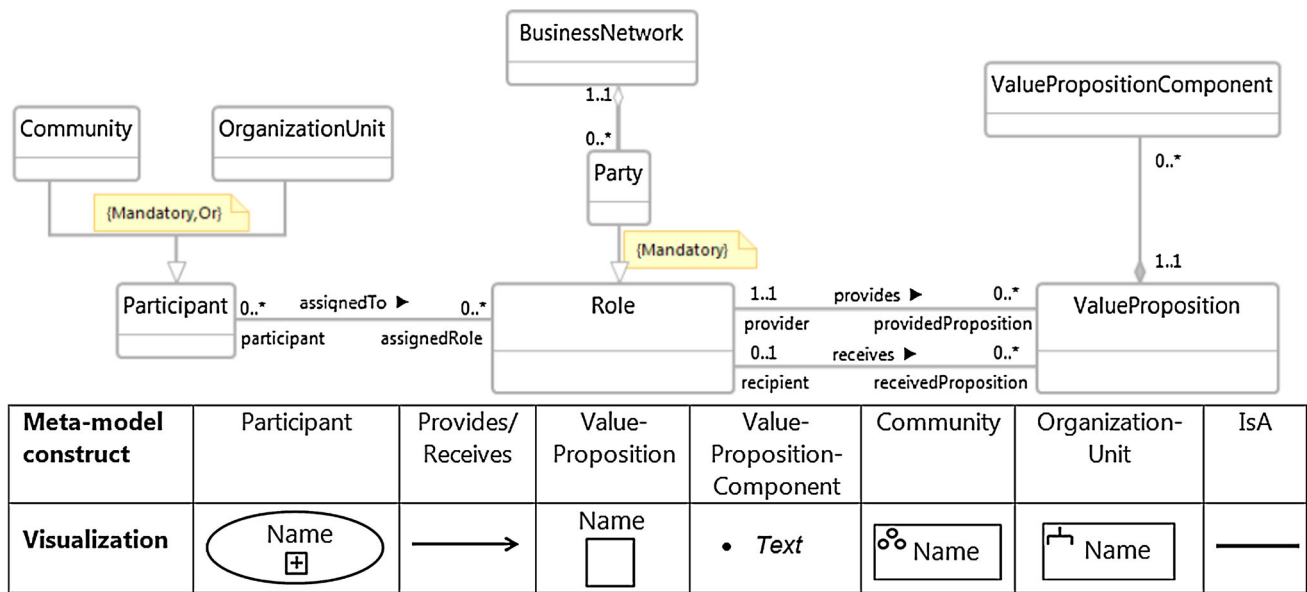 BusinessNetwork
ValuePropositionComponent
Community
OrganizationUnit
1..1
0..*
Party
0..*
{Mandatory,Or}
{Mandatory}
1..1
Participant
0..*
assignedTo ►
0..*
participant
assignedRole
Role
1..1
provides ►
0..*
provider
providedProposition
0..1
receives ►
0..*
recipient
receivedProposition
ValueProposition
Meta-model
construct
Participant
Provides/
Receives
Value-
Proposition
Value-
Proposition-
Component
Community
Organization-
Unit
IsA
Visualization
Name
Name
• Text
Name
Name